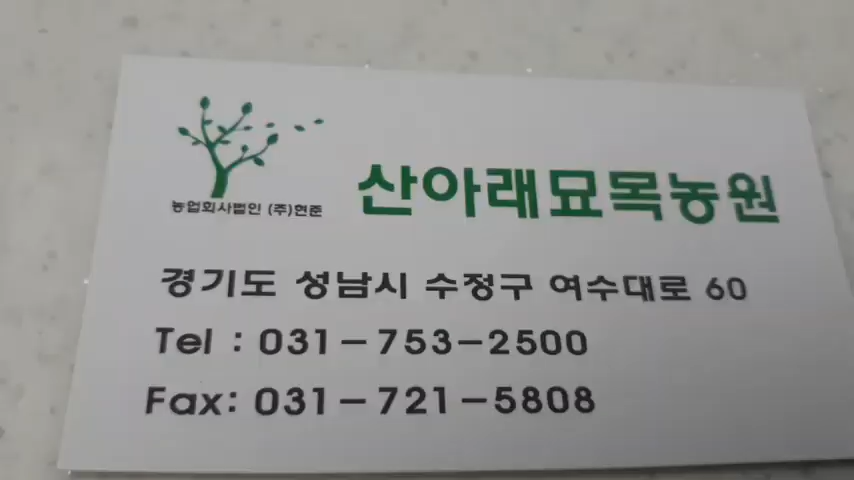 산아래묘목농원
농업회사법인 (주)현준
경기도 성남시 수정구 여수대로 60
Tel : 031-753-2500
Fax: 031-721-5808